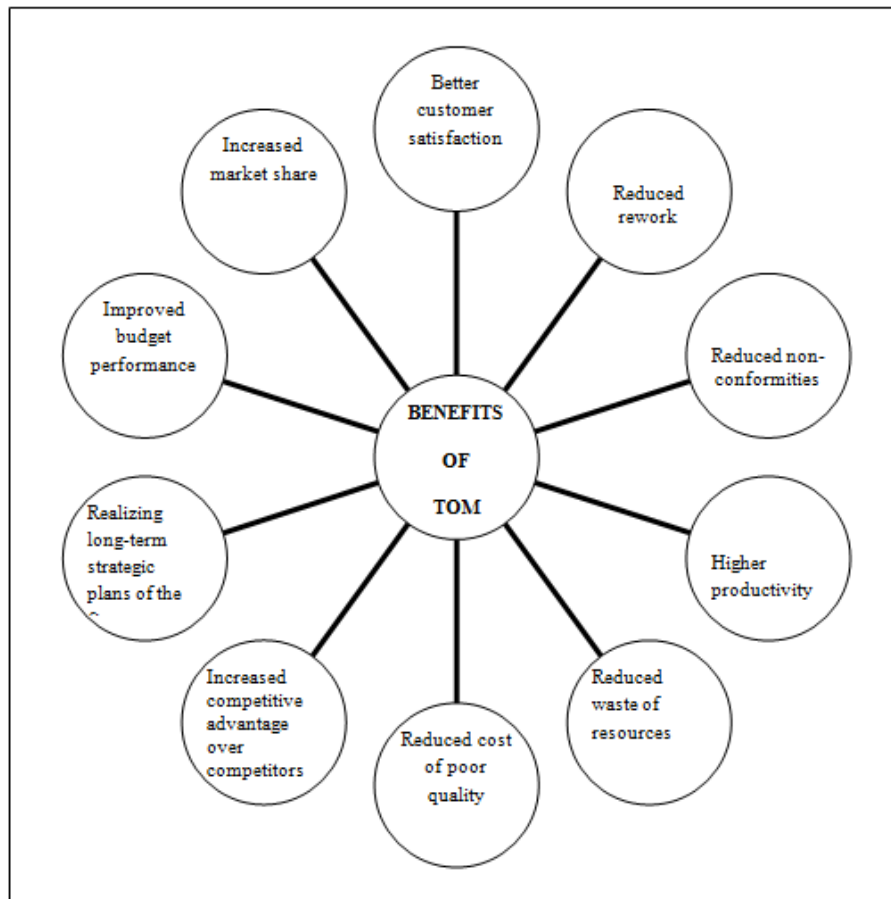 Better
customer
satisfaction
Reduced
rework
Reduced non-
conformities
Higher
productivity
Reduced
waste of
resources
Reduced cost
of poor
quality
Increased
competitive
advantage
over
competitors
Realizing
long-term
strategic
plans of the
Improved
budget
performance
Increased
market share
BENEFITS
OF
TOM